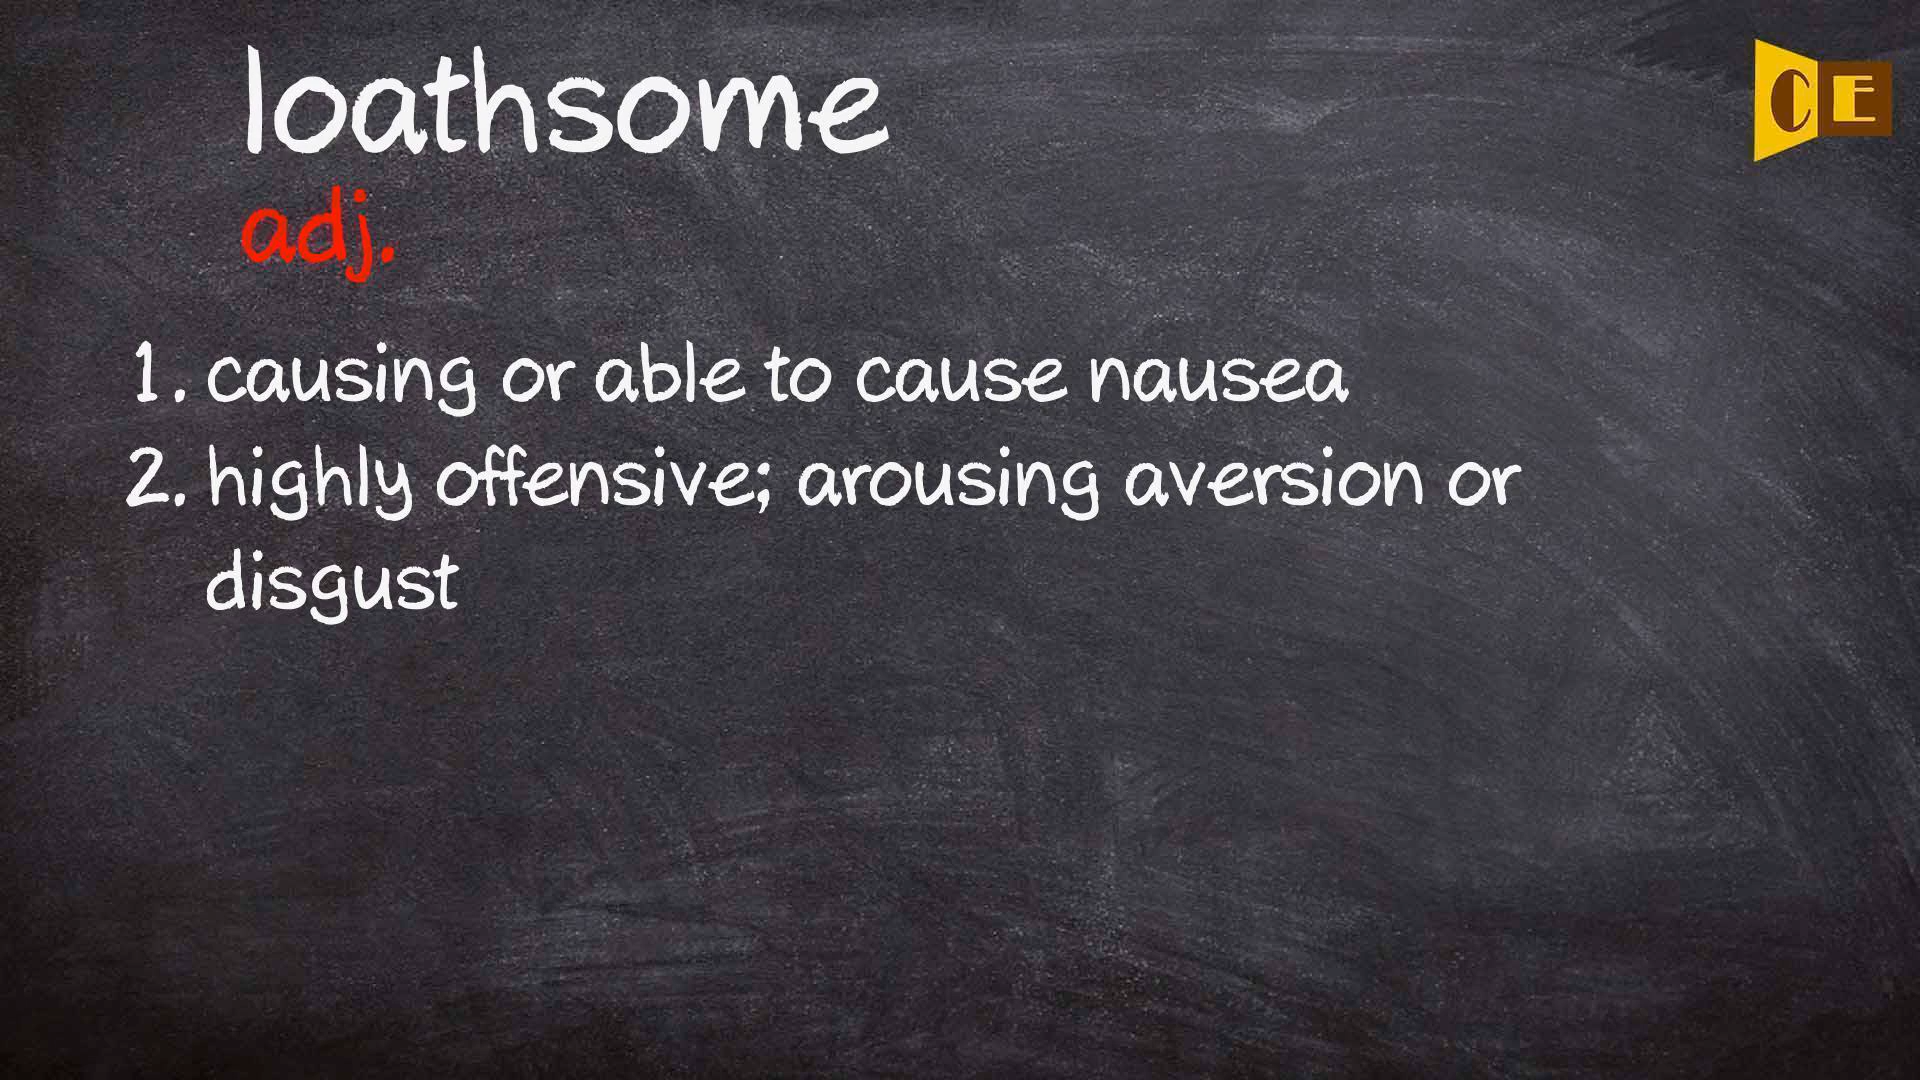 loathsome
CE
adj.
1. causing or able to cause nausea
2. highly offensive; arousing aversion or
disgust